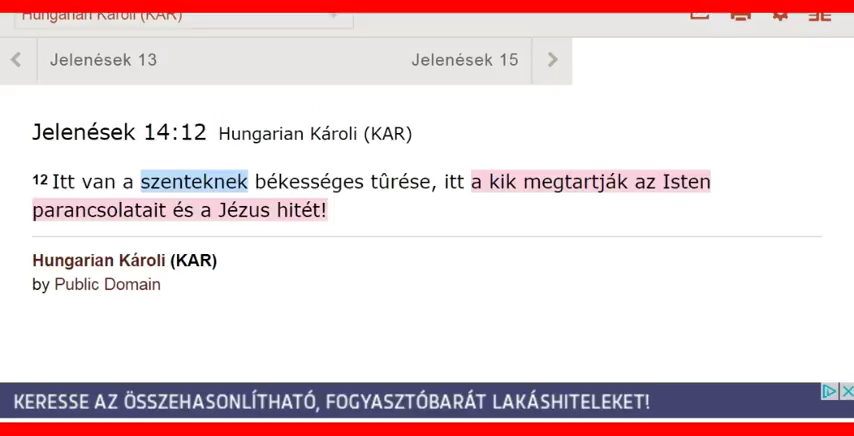 Hungarian Károli (KAR)
Jelenések 13
Jelenések 15
Jelenések 14:12 Hungarian Károli (KAR)
12 Itt van a szenteknek békességes tûrése, itt a kik megtartják az Isten
parancsolatait és a Jézus hitét!
Hungarian Károli (KAR)
by Public Domain
KERESSE AZ ÖSSZEHASONLÍTHATÓ, FOGYASZTÓBARÁT LAKÁSHITELEKET!